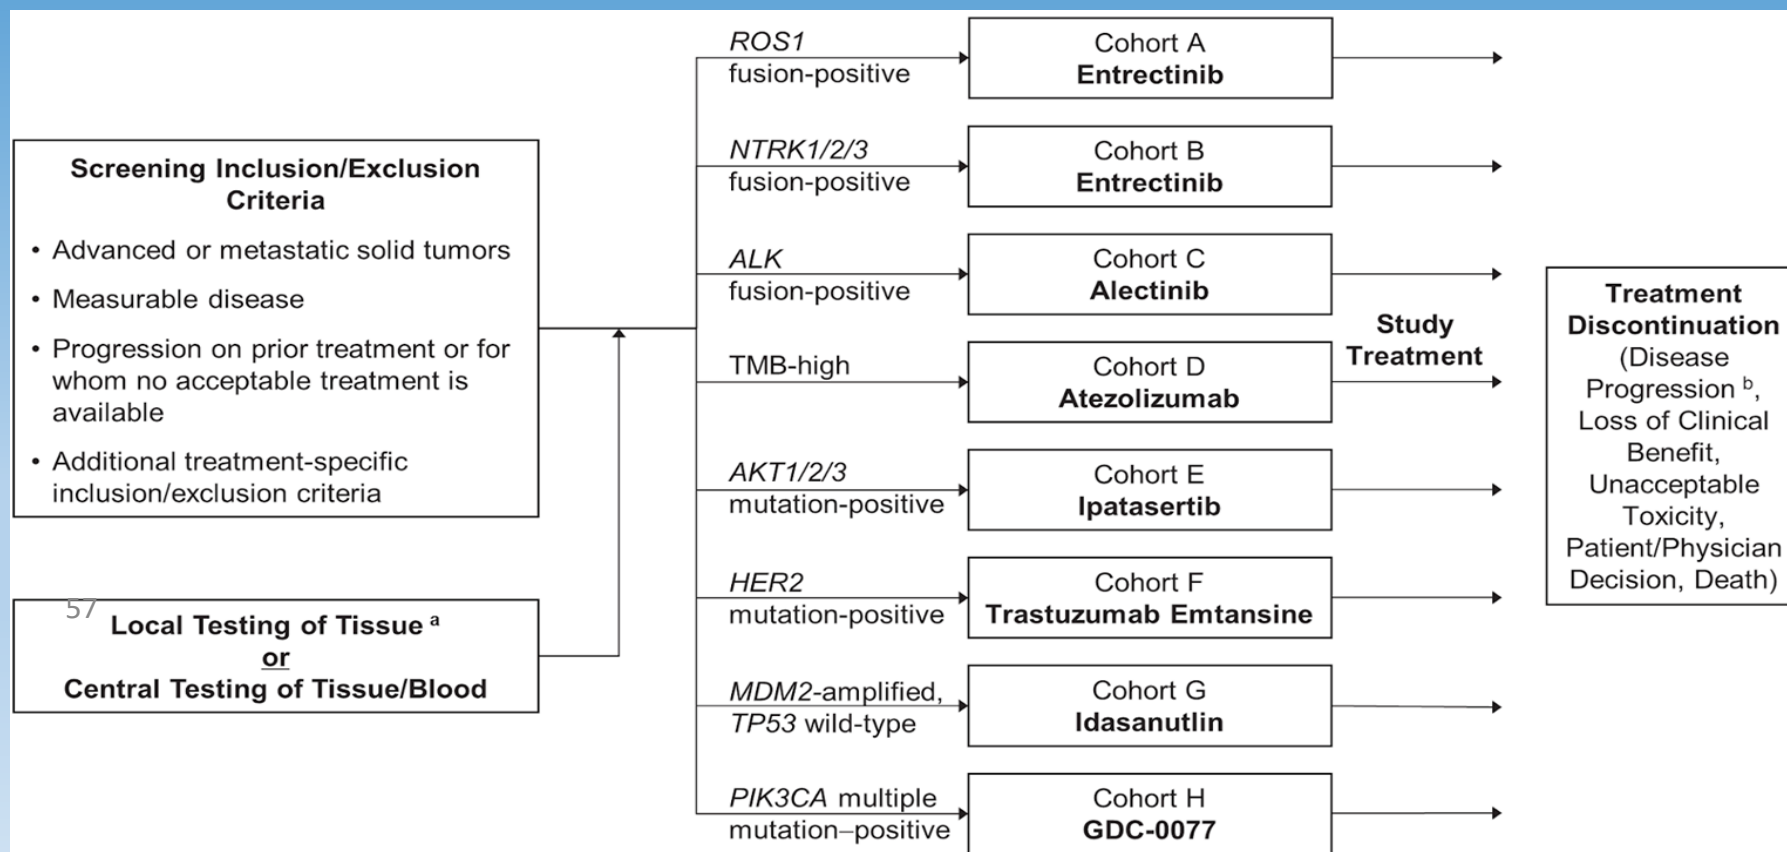 Screening Inclusion/Exclusion
Criteria
• Advanced or metastatic solid tumors
• Measurable disease
• Progression on prior treatment or for
whom no acceptable treatment is
available
• Additional treatment-specific
inclusion/exclusion criteria
57
Local Testing of Tissue a
or
Central Testing of Tissue/Blood
ROS1
fusion-positive
Cohort A
Entrectinib
NTRK1/2/3
fusion-positive
Cohort B
Entrectinib
ALK
fusion-positive
Cohort C
Alectinib
TMB-high
Cohort D
Atezolizumab
AKT1/2/3
mutation-positive
Cohort E
Ipatasertib
HER2
mutation-positive
Cohort F
Trastuzumab Emtansine
MDM2-amplified,
TP53 wild-type
Cohort G
Idasanutlin
PIK3CA multiple
mutation–positive
Cohort H
GDC-0077
Study
Treatment
Treatment
Discontinuation
(Disease
Progression b,
Loss of Clinical
Benefit,
Unacceptable
Toxicity,
Patient/Physician
Decision, Death)